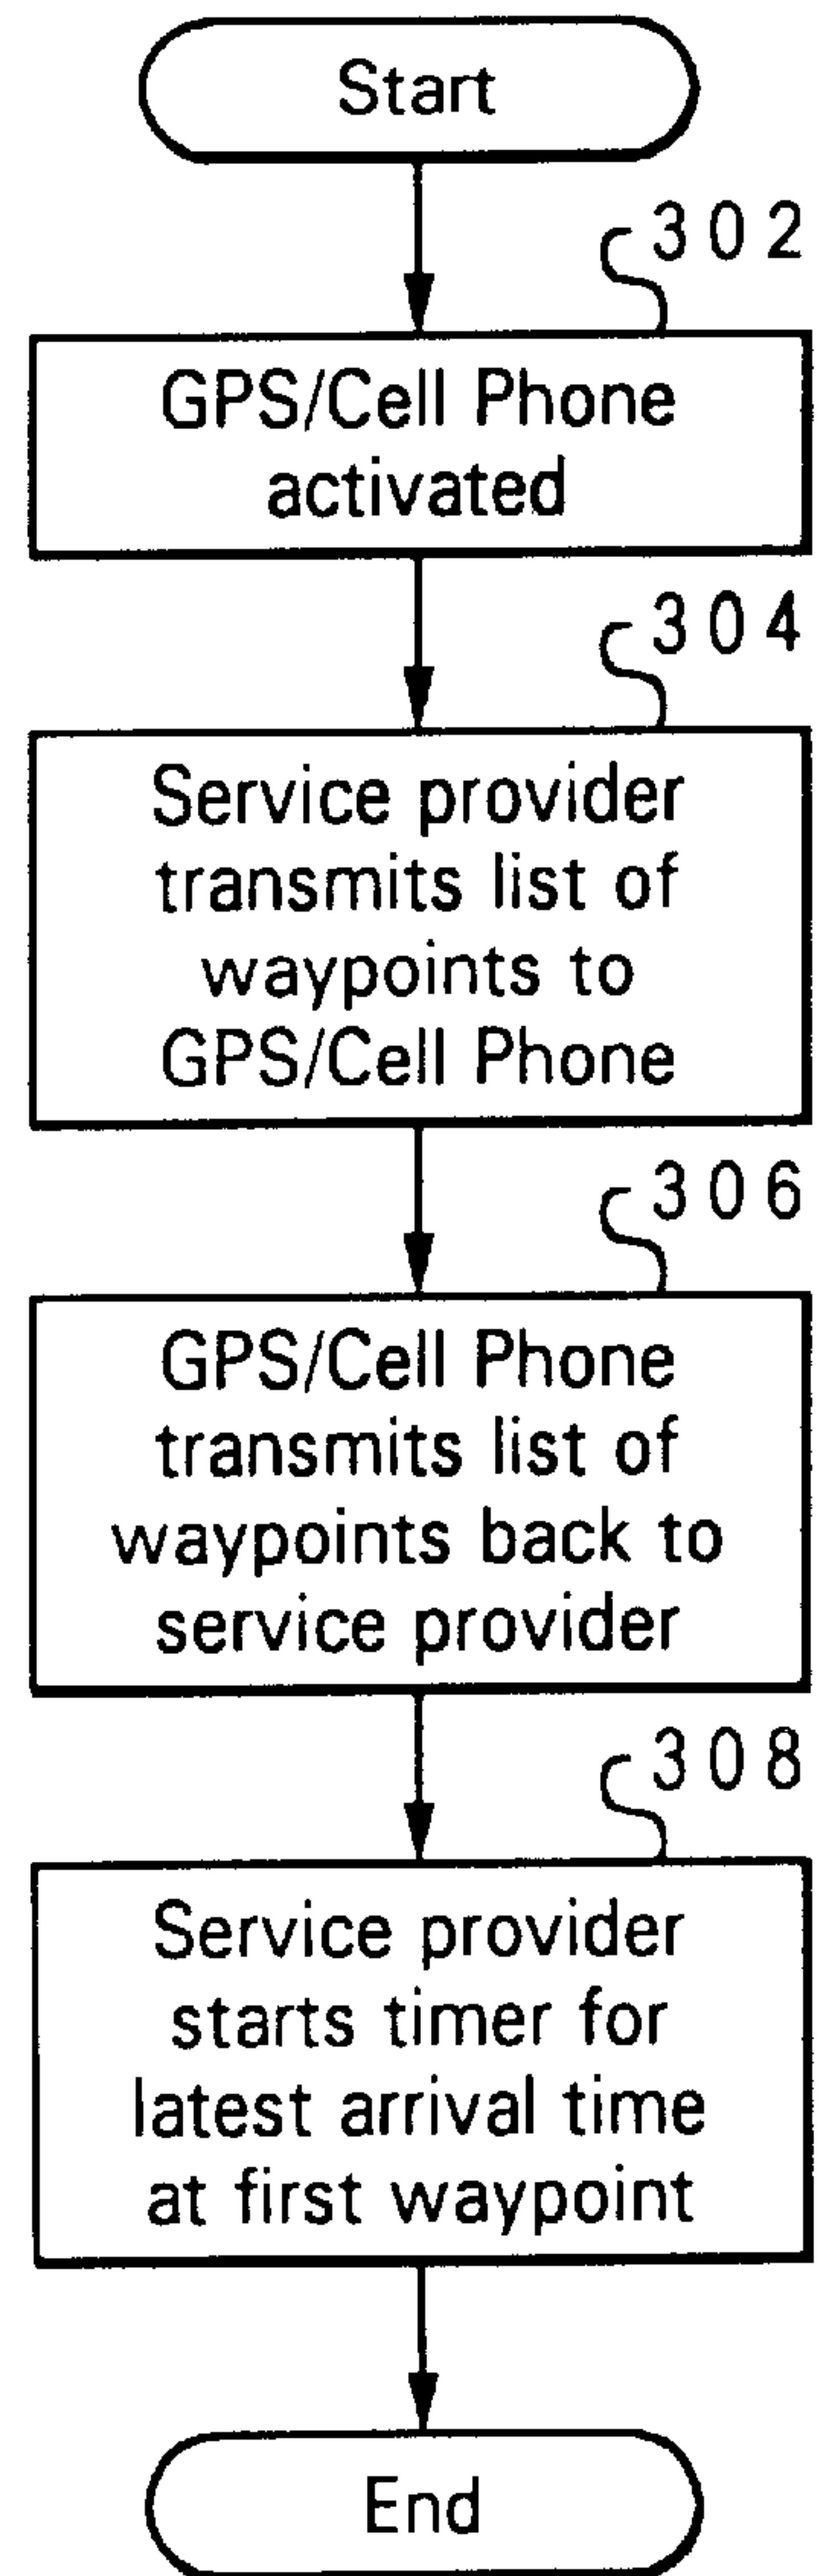 Start
302
GPS/Cell Phone
activated
304
Service provider
transmits list of
waypoints to
GPS/Cell Phone
306
GPS/Cell Phone
transmits list of
waypoints back to
service provider
308
Service provider
starts timer for
latest arrival time
at first waypoint
End